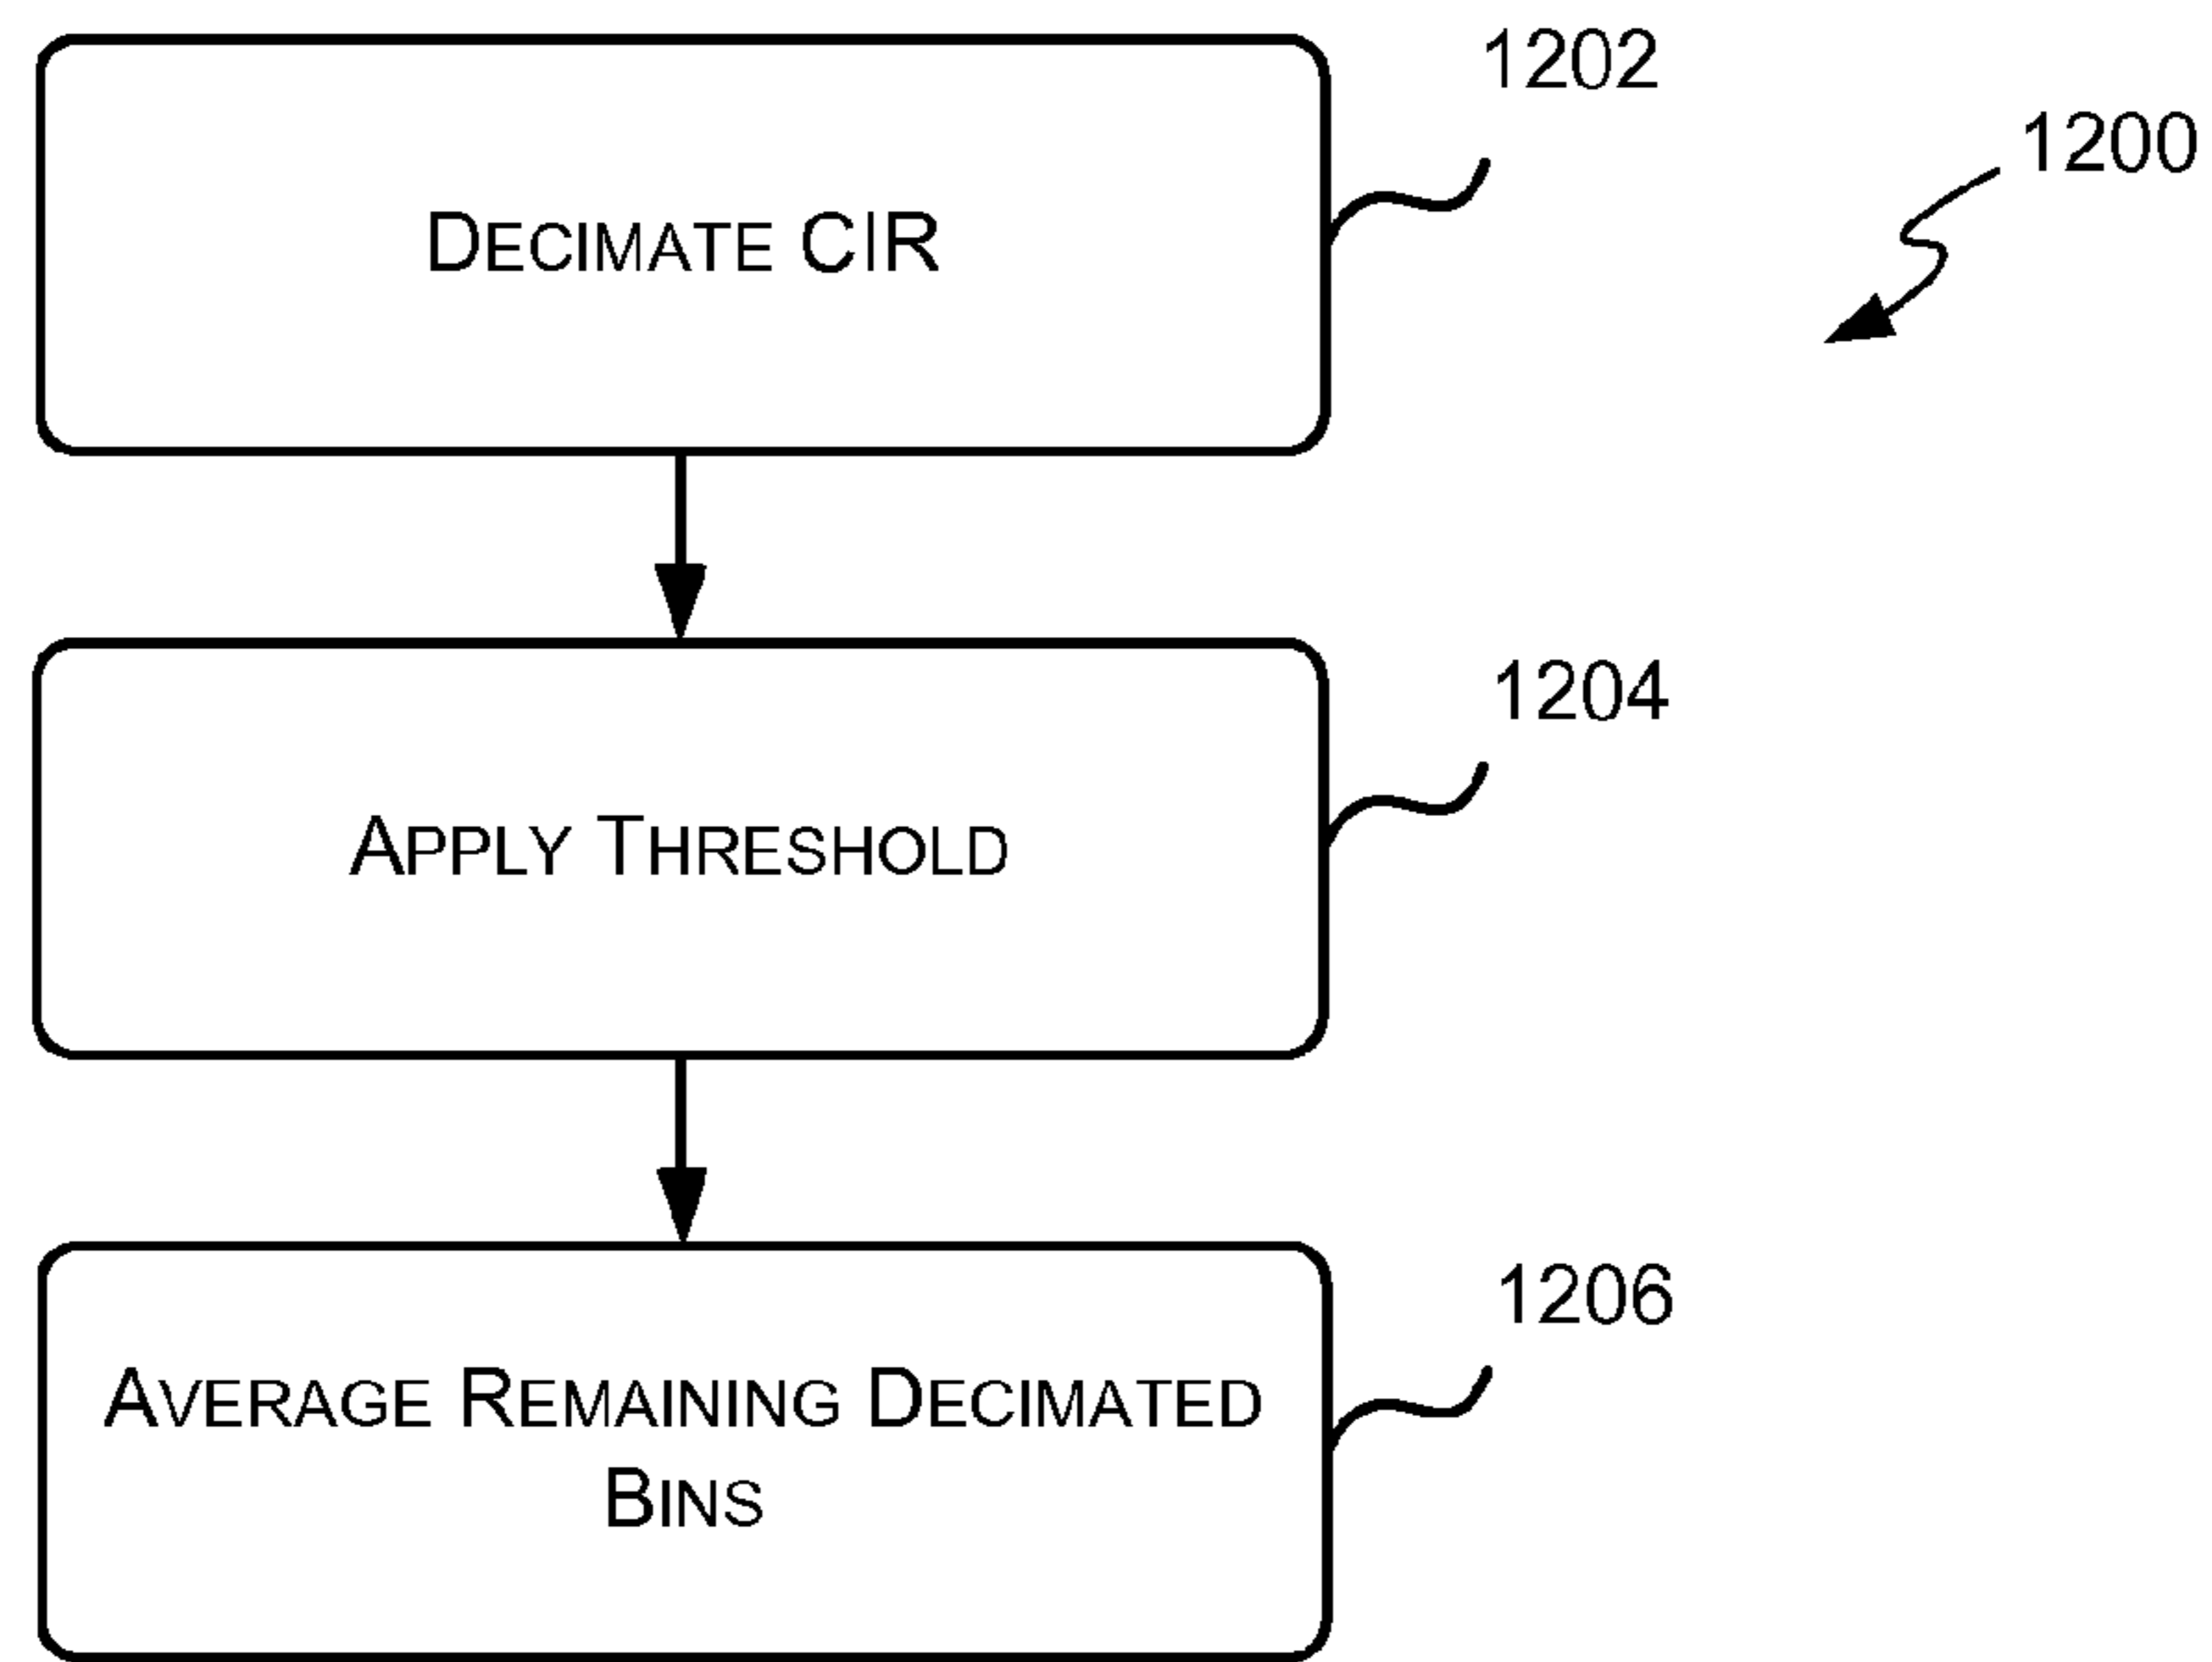 1202
1200
DECIMATE CIR
1204
APPLY THRESHOLD
1206
AVERAGE REMAINING DECIMATED
BINS